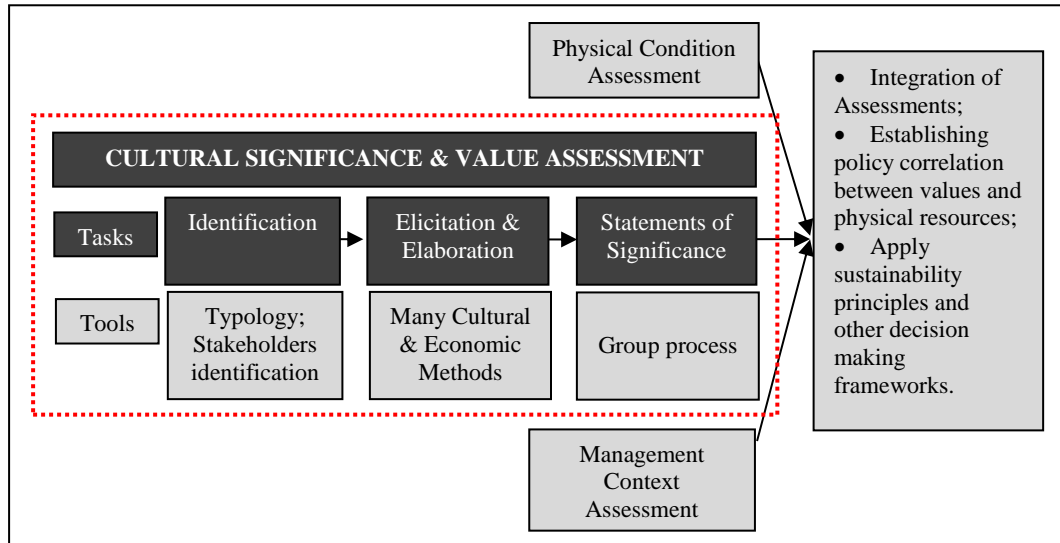 Physical Condition
Assessment
CULTURAL SIGNIFICANCE & VALUE ASSESSMENT
Tasks
Identification
Elicitation &
Elaboration
Statements of
Significance
Tools
Typology;
Stakeholders
identification
Many Cultural
& Economic
Methods
Group process
Management
Context
Assessment
• Integration of
Assessments;
• Establishing
policy correlation
between values and
physical resources;
• Apply
sustainability
principles and
other decision
making
frameworks.